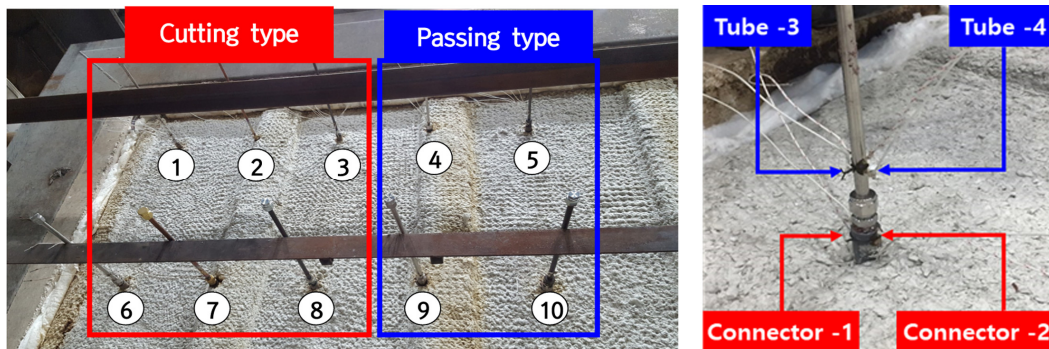 Cutting type
Passing type
1
2
3
4
5
6
7
8
9
10
Tube -3
Tube -4
Connector -1
Connector -2